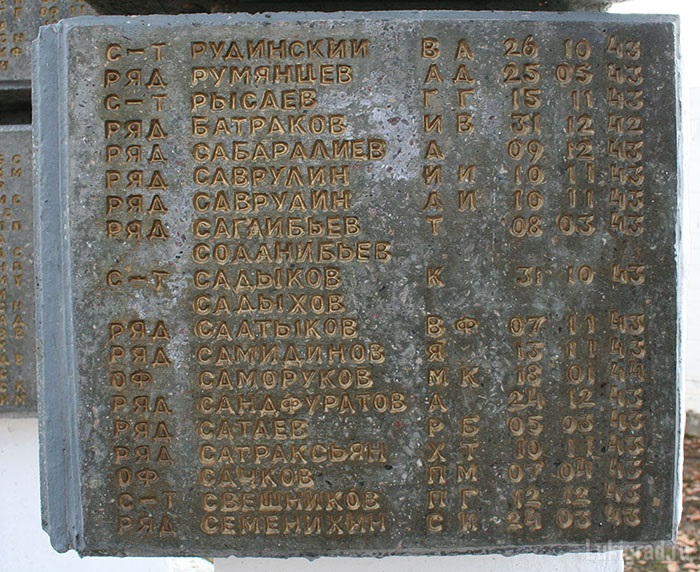 С-Т РУДИНСКИЙ В А 26 10 43
РЯД РУМЯНЦЕВ А Д 25 05 43
С-Т РЫСАЕВ Г Г 15 11 43
РЯД БАТРАКОВ И В 31 12 42
РЯД САБАРАЛИЕВ А 09 12 43
РЯД САВРУЛИН И И 10 11 43
РЯД САВРУДИН А И 10 11 43
РЯД САГЛИБЬЕВ Т 08 03 43
СОДАНИБЬЕВ
С-Т САДЫКОВ К 31 10 43
САДЫХОВ
РЯД СААТЫКОВ В Ф 07 11 43
РЯД САМИДИНОВ Я 13 11 43
ОФ САМОРУКОВ М К 18 01 44
РЯД САНДФУРАТОВ А 24 12 43
РЯД САТАЕВ Р Б 05 03 43
РЯД САТРАКСЬЯН Х Т 10 11 43
ОФ САЧКОВ П М 07 04 43
С-Т СВЕШНИКОВ П Г 12 12 43
РЯД СЕМЕНИХИН С И 24 03 43